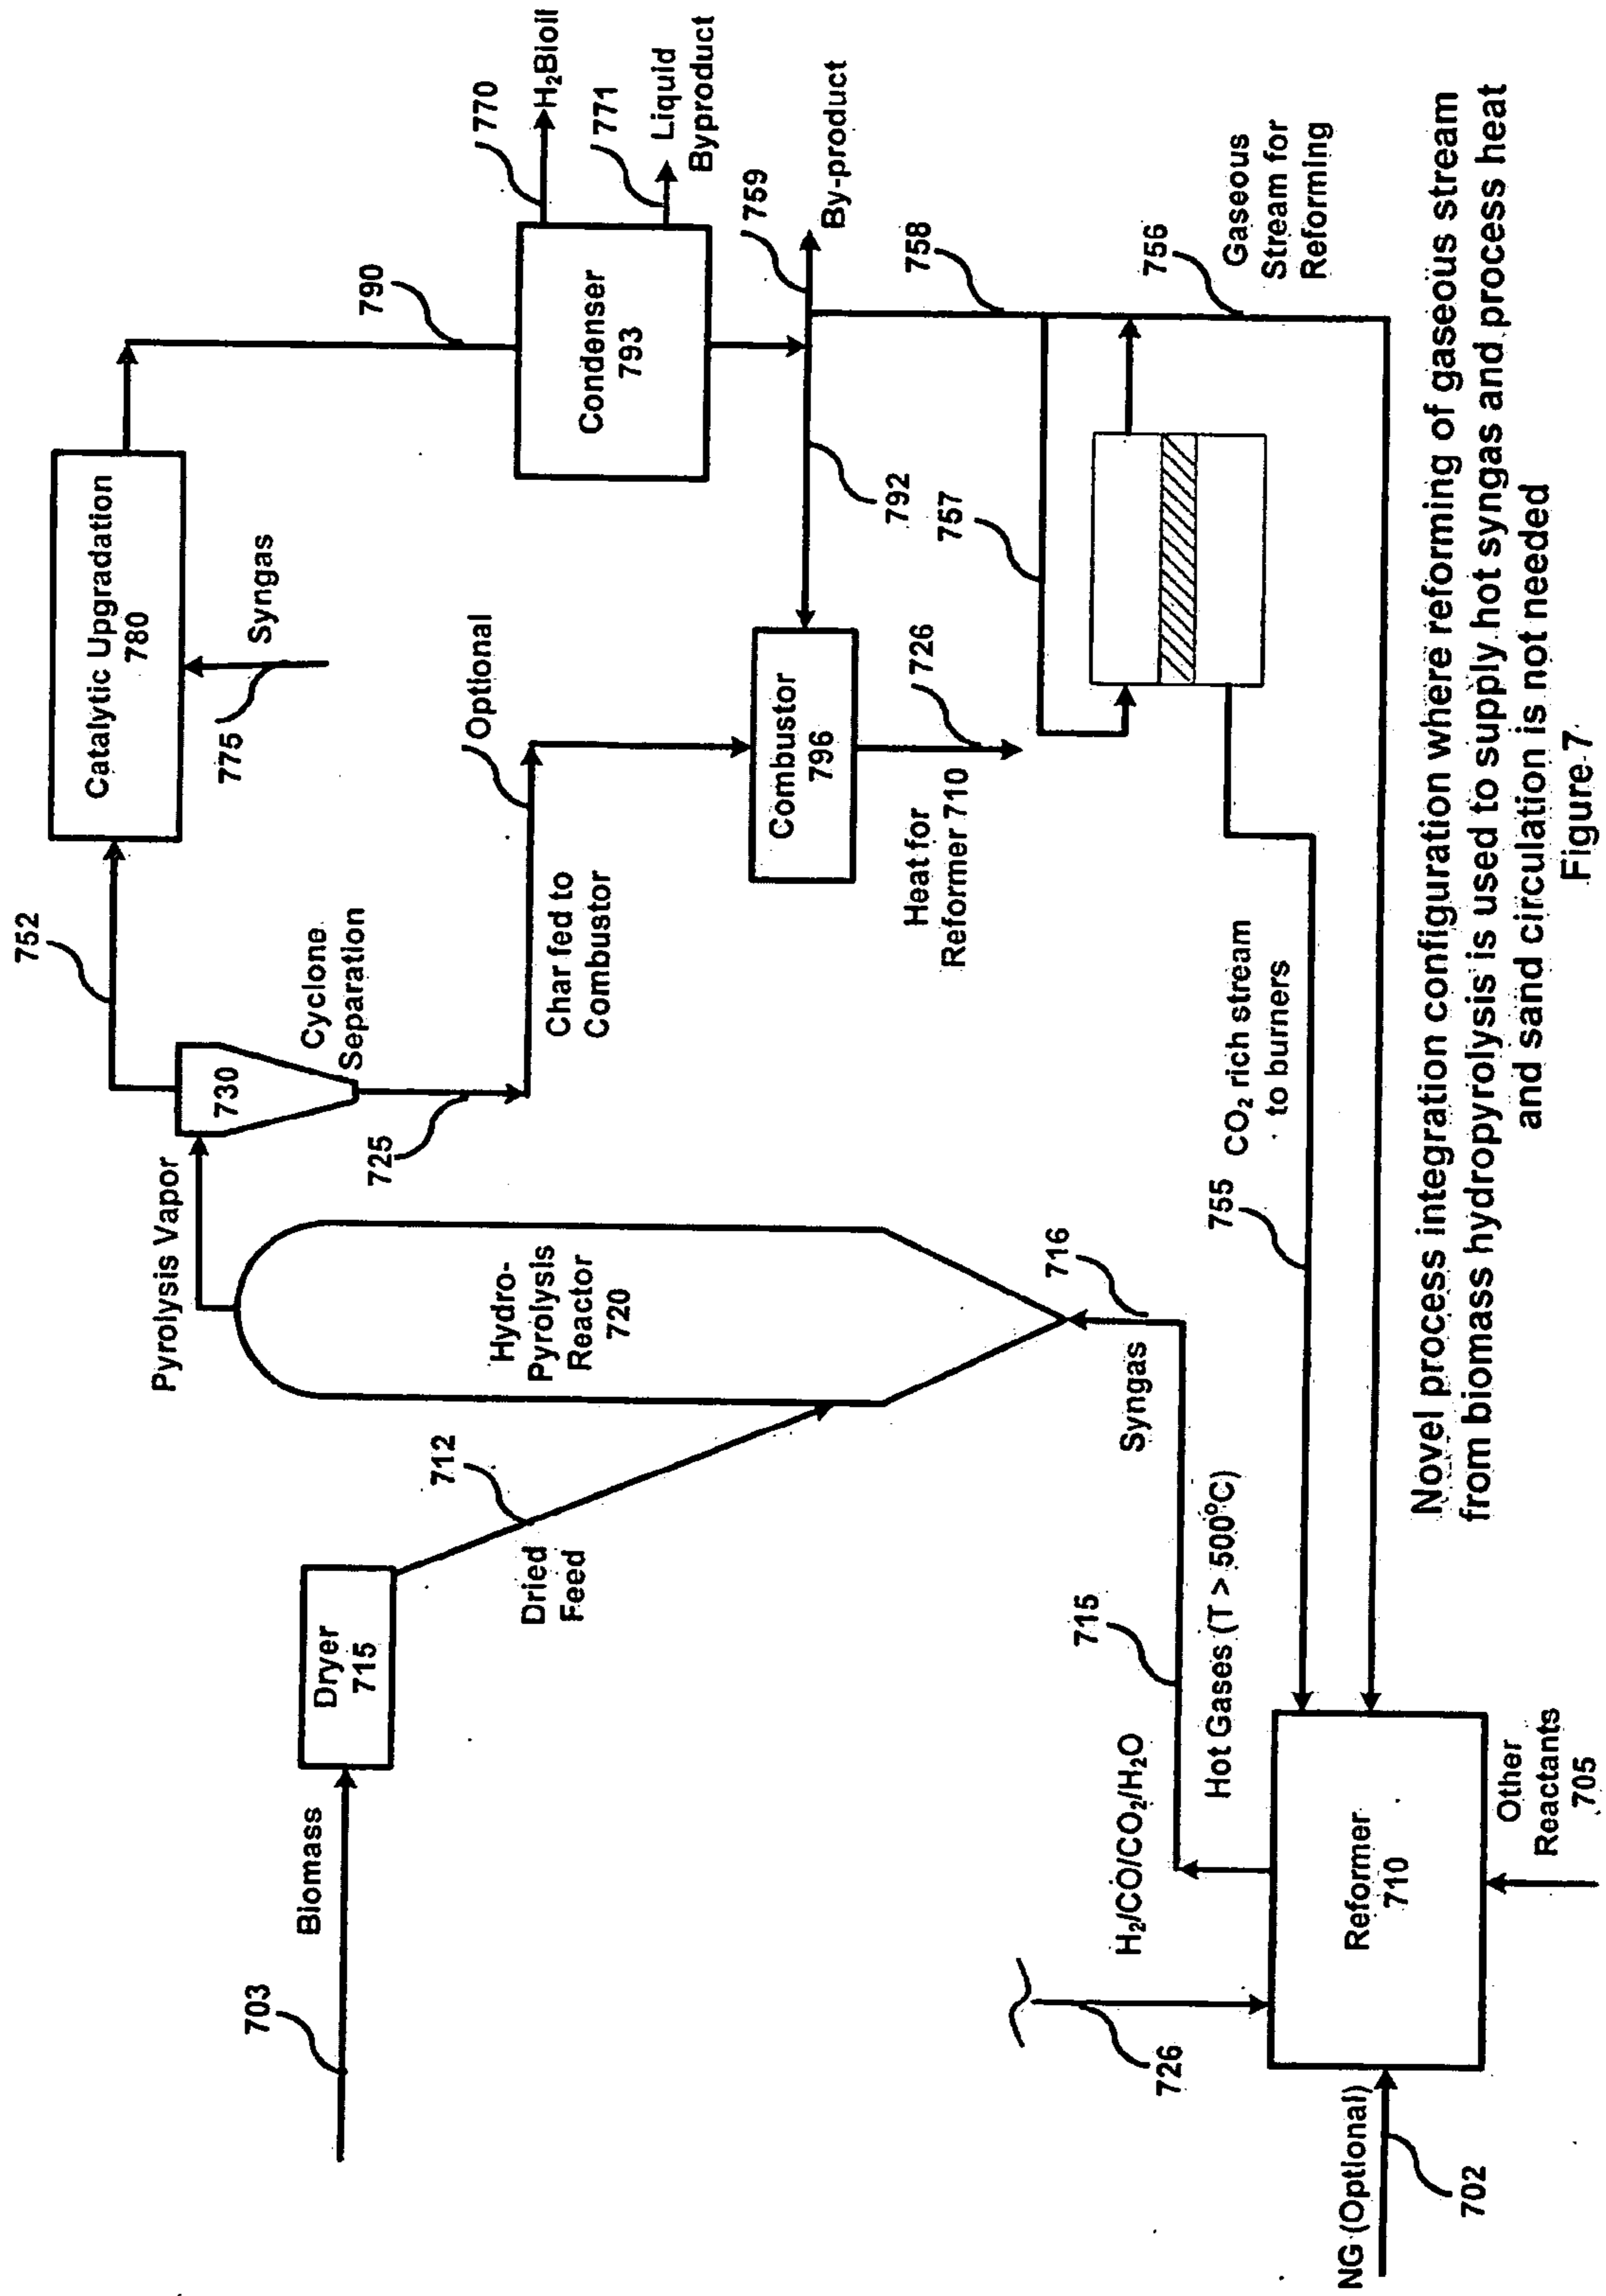 703
Biomass
Dryer
715
712
Dried
Feed
Pyrolysis Vapor
Hydro-
Pyrolysis
Reactor
720
752
730
Cyclone
Separation
725
Char fed to
Combustor
Optional
Catalytic Upgradation
780
775
Syngas
790
Condenser
793
770
H₂Bioil
771
Liquid
Byproduct
759
By-product
792
Combustor
796
726
Heat for
Reformer 710
757
758
756
Gaseous
Stream for
Reforming
755
CO₂ rich stream
to burners
716
Syngas
715
Hot Gases (T > 500⁰C)
H₂/CO/CO₂/H₂O
726
NG (Optional)
702
Reformer
710
Other
Reactants
705
Novel process integration configuration where reforming of gaseous stream
from biomass hydropyrolysis is used to supply hot syngas and process heat
and sand circulation is not needed
Figure-7